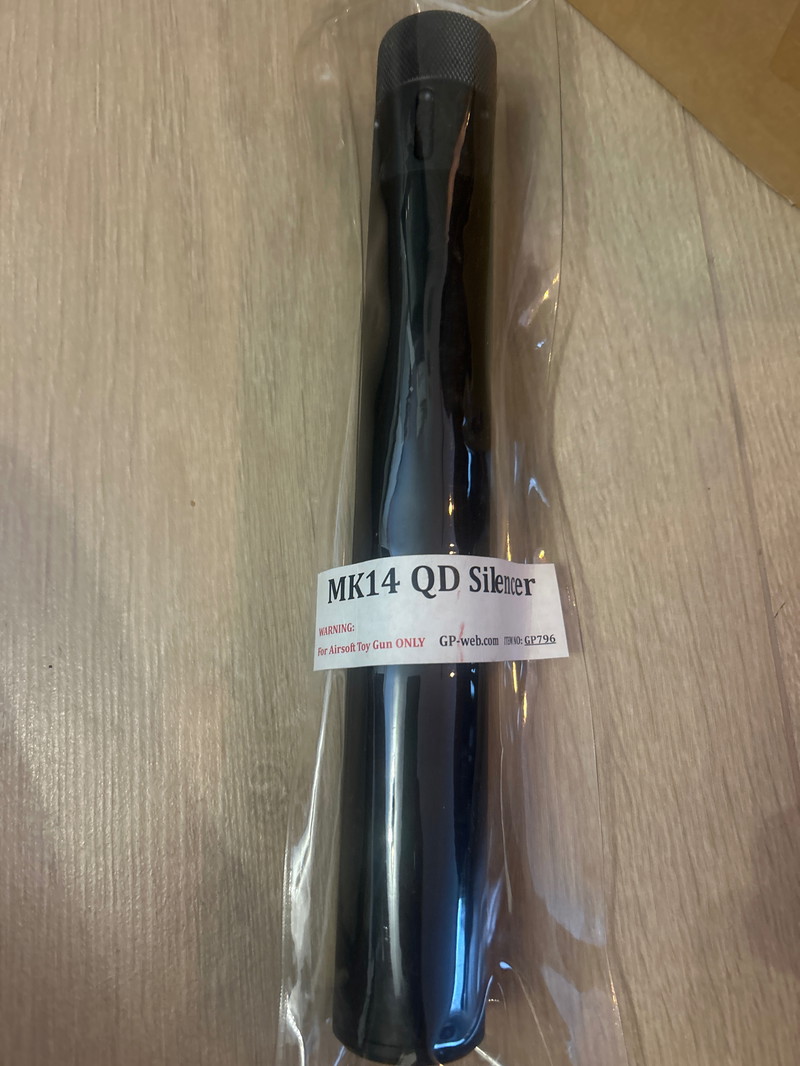 MK14 QD Silencer
WARNING:
For Airsoft Toy Gun ONLY GP-web.com ITEM NO: GP796